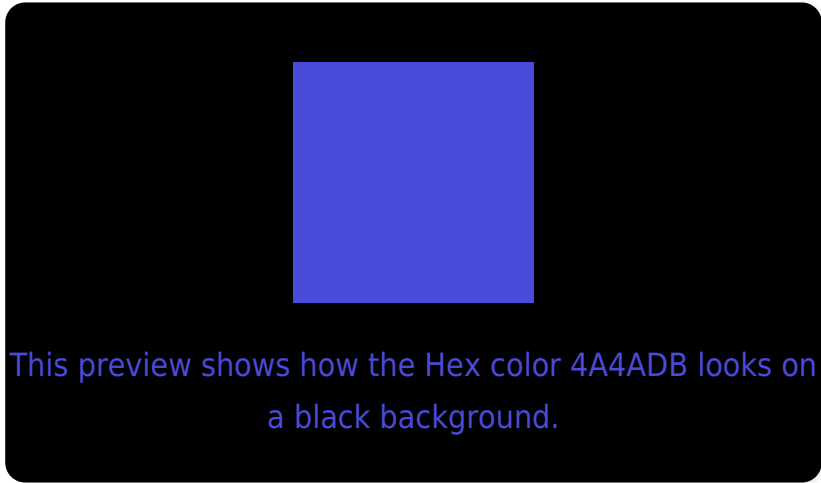 This preview shows how the Hex color 4A4ADB looks on
a black background.